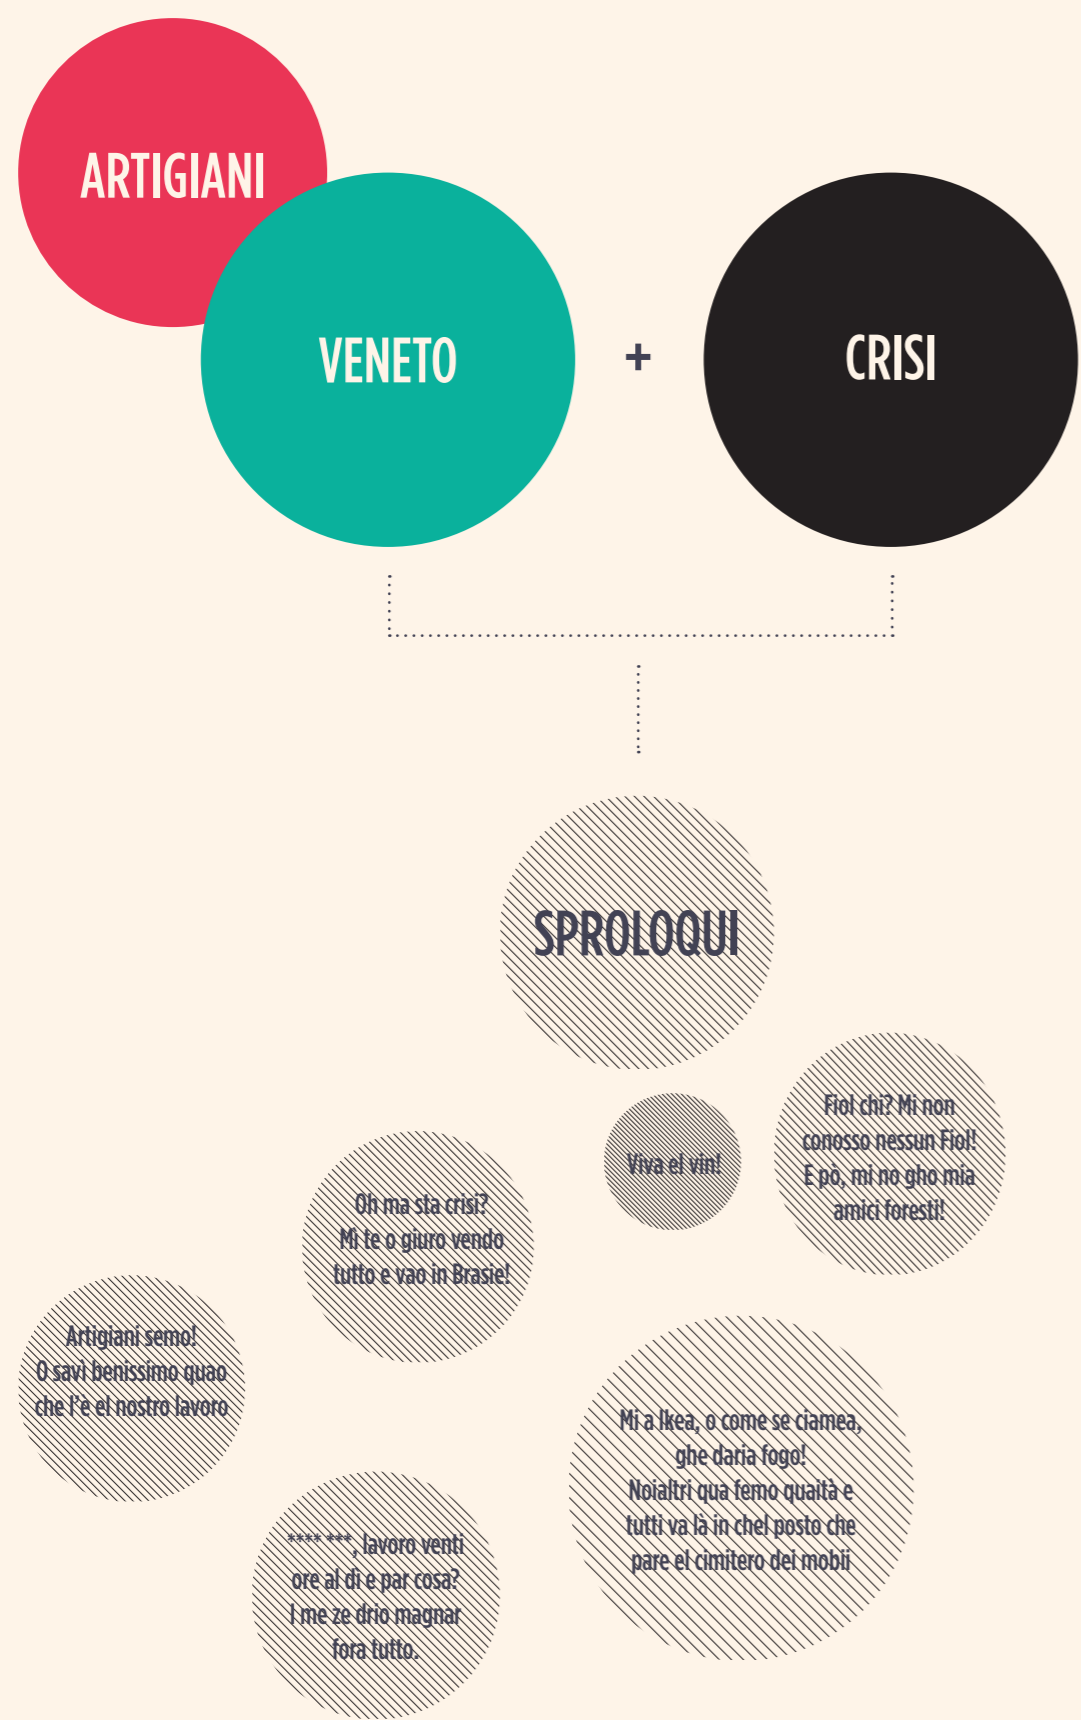 ARTIGIANI
VENETO
+
CRISI
SPROLOQUI
Viva el vin!
Fiol chi? Mi non
conosso nessun Fiol!
E pò, mi no gho mia
amici foresti!
Oh ma sta crisi?
Mì te o giuro vendo
tutto e vao in Brasie!
Artigiani semo!
O savì benissimo quao
che l'è el nostro lavoro
Mi a Ikea, o come se ciamea,
ghe daria fogo!
Noialtri qua femo quaità e
tutti va là in chel posto che
pare el cimitero dei mobii
**** ***, lavoro venti
ore al dì e par cosa?
I me ze drio magnar
fora tutto.